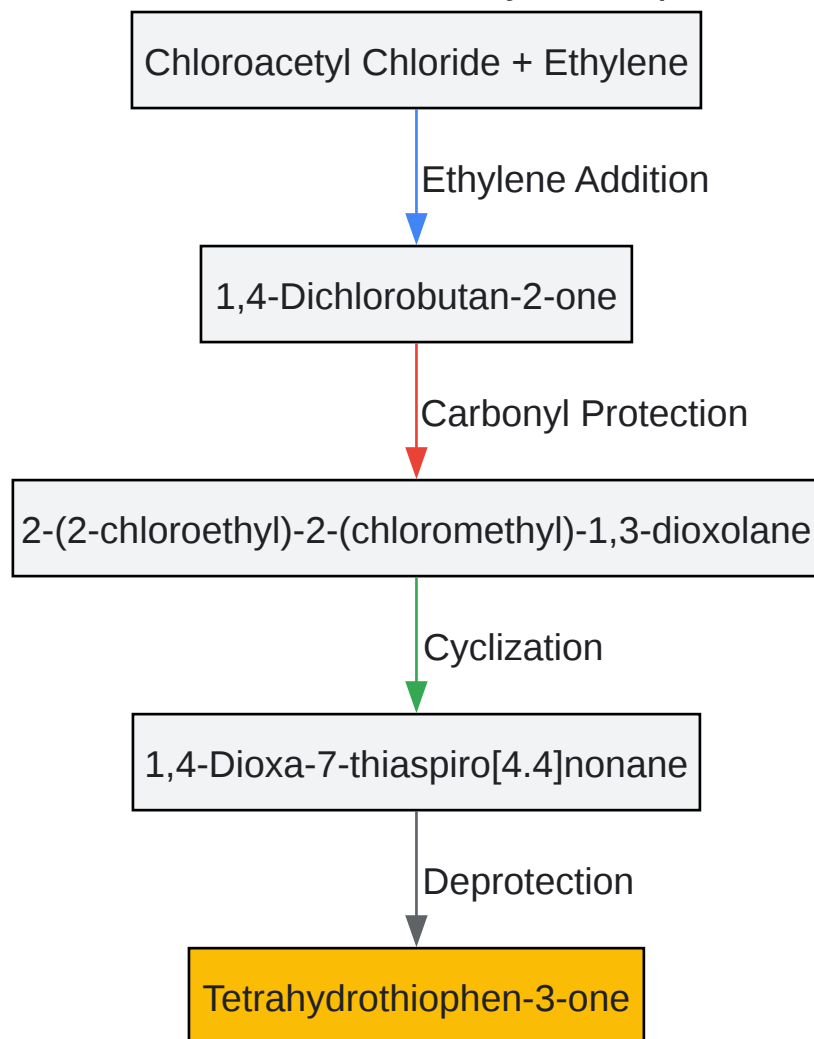 Chloroacetyl Chloride + Ethylene
Ethylene Addition
1,4-Dichlorobutan-2-one
Carbonyl Protection
2-(2-chloroethyl)-2-(chloromethyl)-1,3-dioxolane
Cyclization
1,4-Dioxa-7-thiaspiro[4.4]nonane
Deprotection
Tetrahydrothiophen-3-one